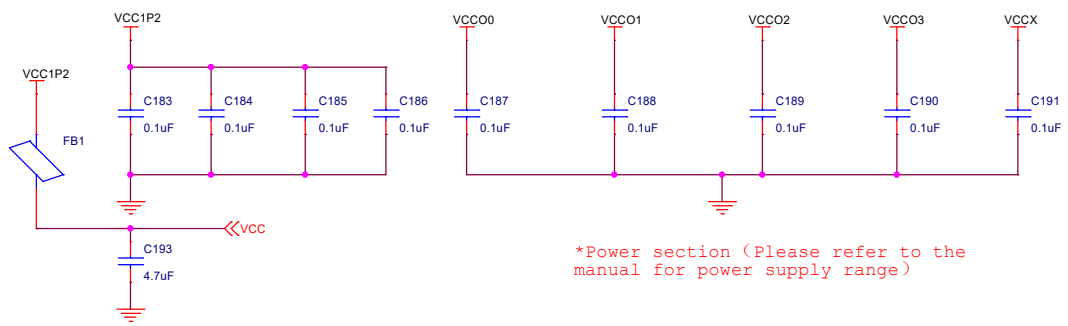 VCC1P2
VCCO0
VCCO1
VCCO2
VCCO3
VCCX
VCC1P2
C183
0.1uF
C184
0.1uF
C185
0.1uF
C186
0.1uF
C187
0.1uF
C188
0.1uF
C189
0.1uF
C190
0.1uF
C191
0.1uF
FB1
VCC
C193
4.7uF
*Power section（Please refer to the
manual for power supply range）